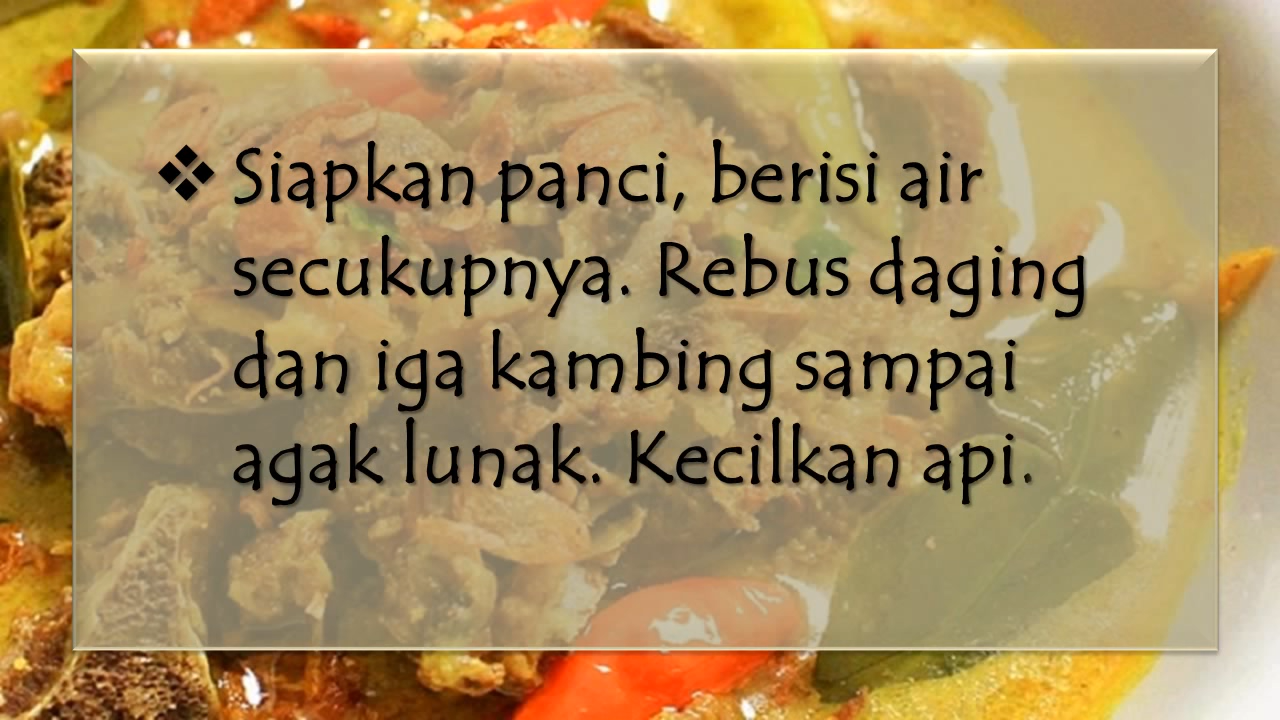 ❖ Siapkan panci, berisi air
secukupnya. Rebus daging
dan iga kambing sampai
agak lunak. Kecilkan api.